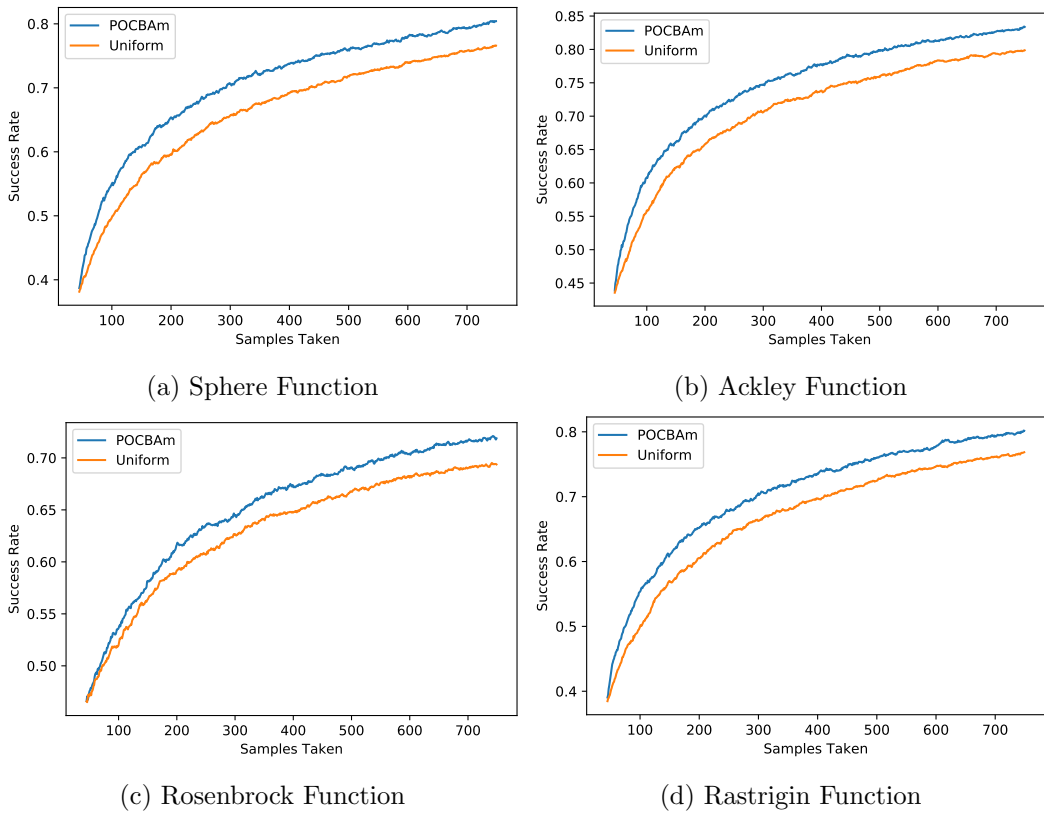 0.8
0.7
0.6
0.5
0.4
Success Rate
POCBAm
Uniform
100 200 300 400 500 600 700
Samples Taken
(a) Sphere Function
0.85
0.80
0.75
0.70
0.65
0.60
0.55
0.50
0.45
Success Rate
POCBAm
Uniform
100 200 300 400 500 600 700
Samples Taken
(b) Ackley Function
0.70
0.65
0.60
0.55
0.50
Success Rate
POCBAm
Uniform
100 200 300 400 500 600 700
Samples Taken
(c) Rosenbrock Function
0.8
0.7
0.6
0.5
0.4
Success Rate
POCBAm
Uniform
100 200 300 400 500 600 700
Samples Taken
(d) Rastrigin Function